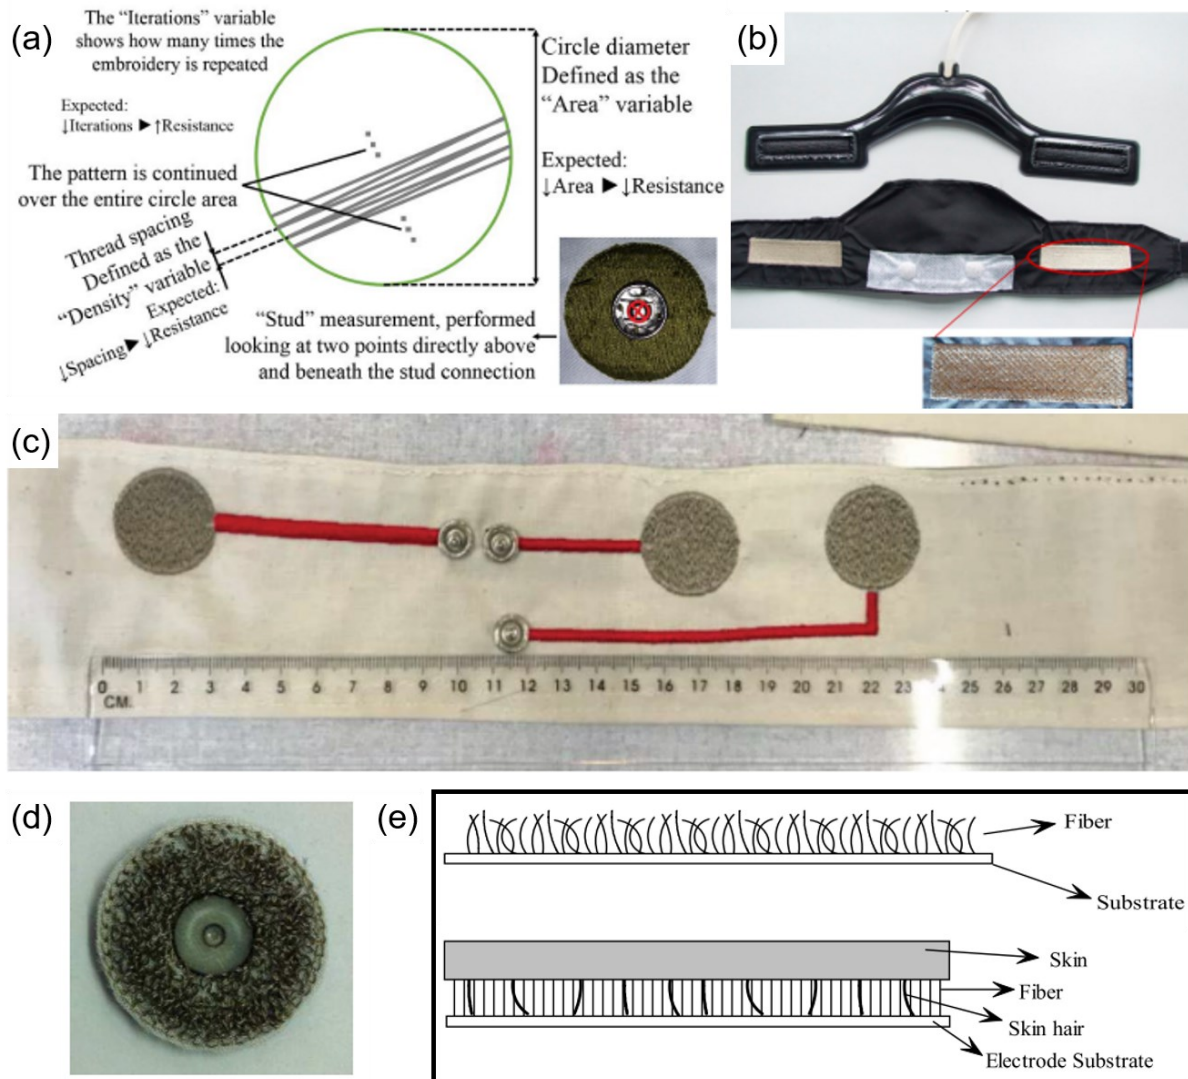 (a)
The “Iterations” variable
shows how many times the
embroidery is repeated
Expected:
↓Iterations ► ↑Resistance
The pattern is continued
over the entire circle area
Thread spacing
Defined as the
“Density” variable
Expected:
↓Spacing► ↓Resistance
Circle diameter
Defined as the
“Area” variable
Expected:
↓Area ► ↓Resistance
“Stud” measurement, performed
looking at two points directly above
and beneath the stud connection
(b)
(c)
0 1 2 3 4 5 6 7 8 9 10 11 12 13 14 15 16 17 18 19 20 21 22 23 24 25 26 27 28 29 30
CM.
(d)
(e)
Fiber
Substrate
Skin
Fiber
Skin hair
Electrode Substrate